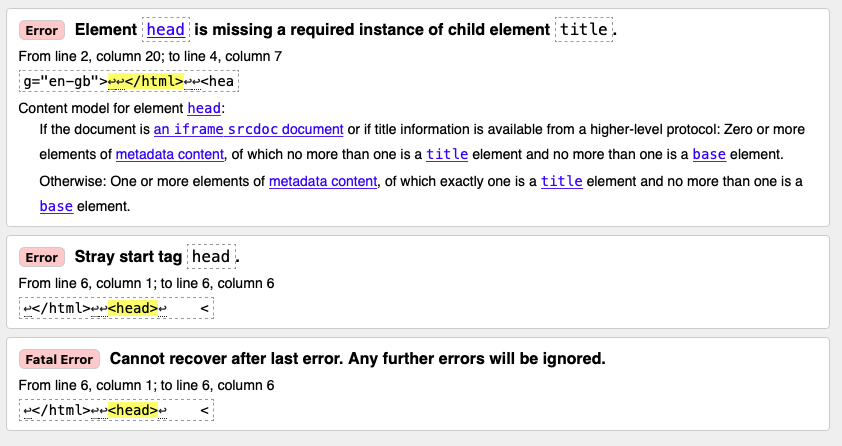 Error Element head is missing a required instance of child element title.
From line 2, column 20; to line 4, column 7
g="en-gb">↩↩</html>↩↩<hea
Content model for element head:
If the document is an iframe srcdoc document or if title information is available from a higher-level protocol: Zero or more
elements of metadata content, of which no more than one is a title element and no more than one is a base element.
Otherwise: One or more elements of metadata content, of which exactly one is a title element and no more than one is a
base element.
Error Stray start tag head.
From line 6, column 1; to line 6, column 6
↩</html>↩↩<head>↩    <
Fatal Error Cannot recover after last error. Any further errors will be ignored.
From line 6, column 1; to line 6, column 6
↩</html>↩↩<head>↩    <